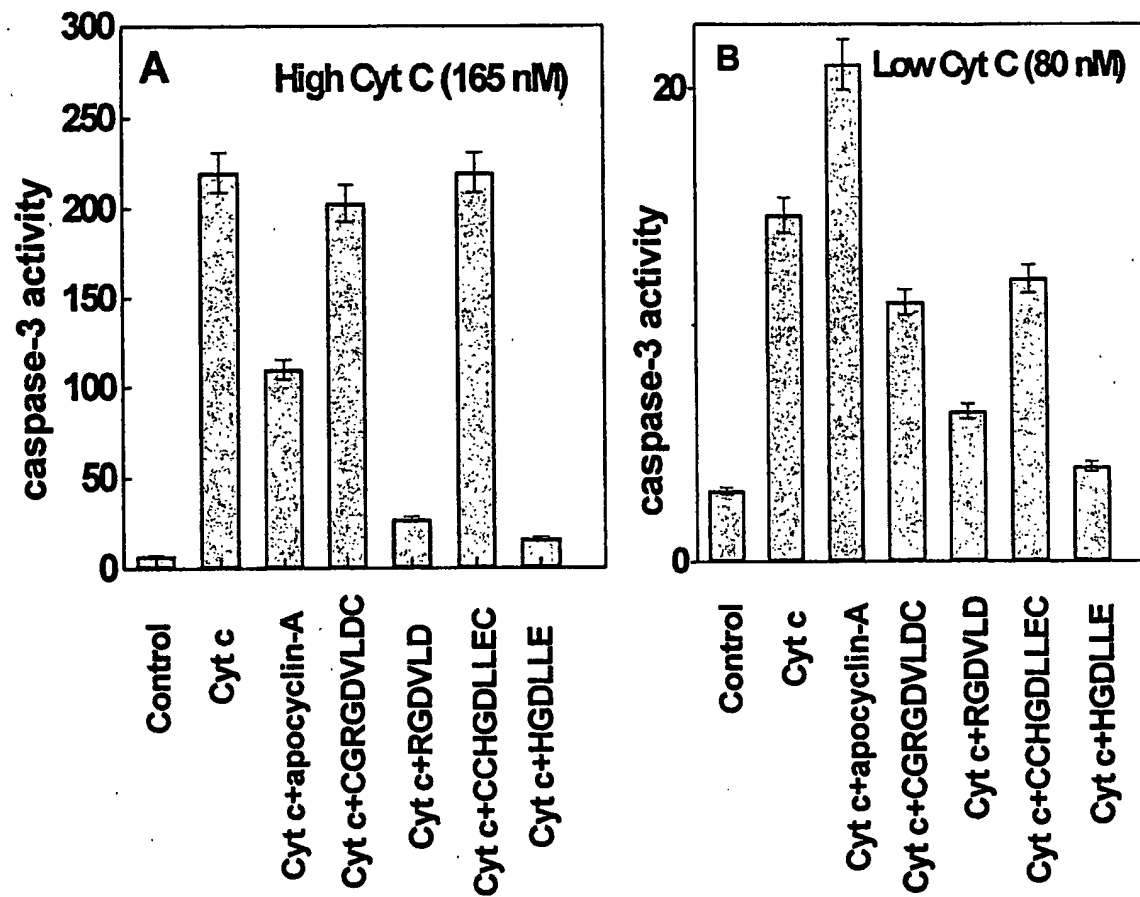 A
High Cyt C (165 nM)
caspase-3 activity
300
250
200
150
100
50
0
Control
Cyt c
Cyt c+apocyclin-A
Cyt c+CGRGDVLDC
Cyt c+RGDVLD
Cyt c+CCHGDLLEC
Cyt c+HGDLLE
B
Low Cyt C (80 nM)
caspase-3 activity
20
0
Control
Cyt c
Cyt c+apocyclin-A
Cyt c+CGRGDVLDC
Cyt c+RGDVLD
Cyt c+CCHGDLLEC
Cyt c+HGDLLE